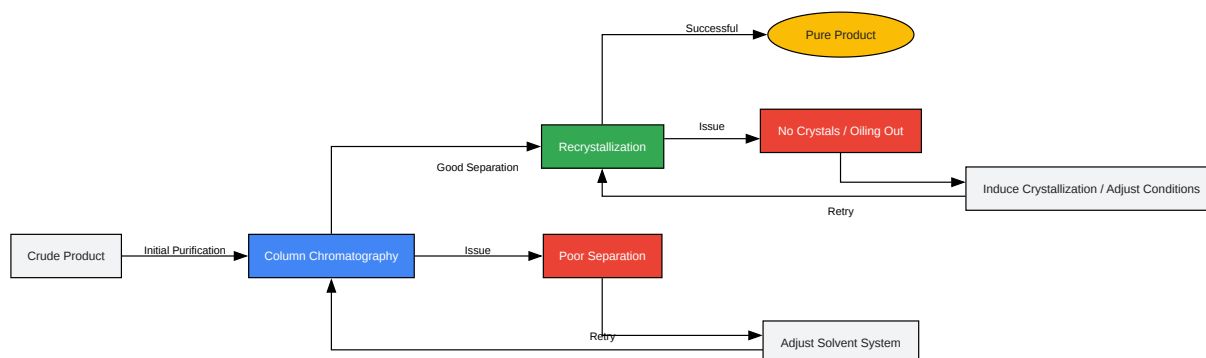 Successful
Pure Product
No Crystals / Oiling Out
Issue
Recrystallization
Good Separation
Induce Crystallization / Adjust Conditions
Retry
Crude Product
Initial Purification
Column Chromatography
Issue
Poor Separation
Retry
Adjust Solvent System